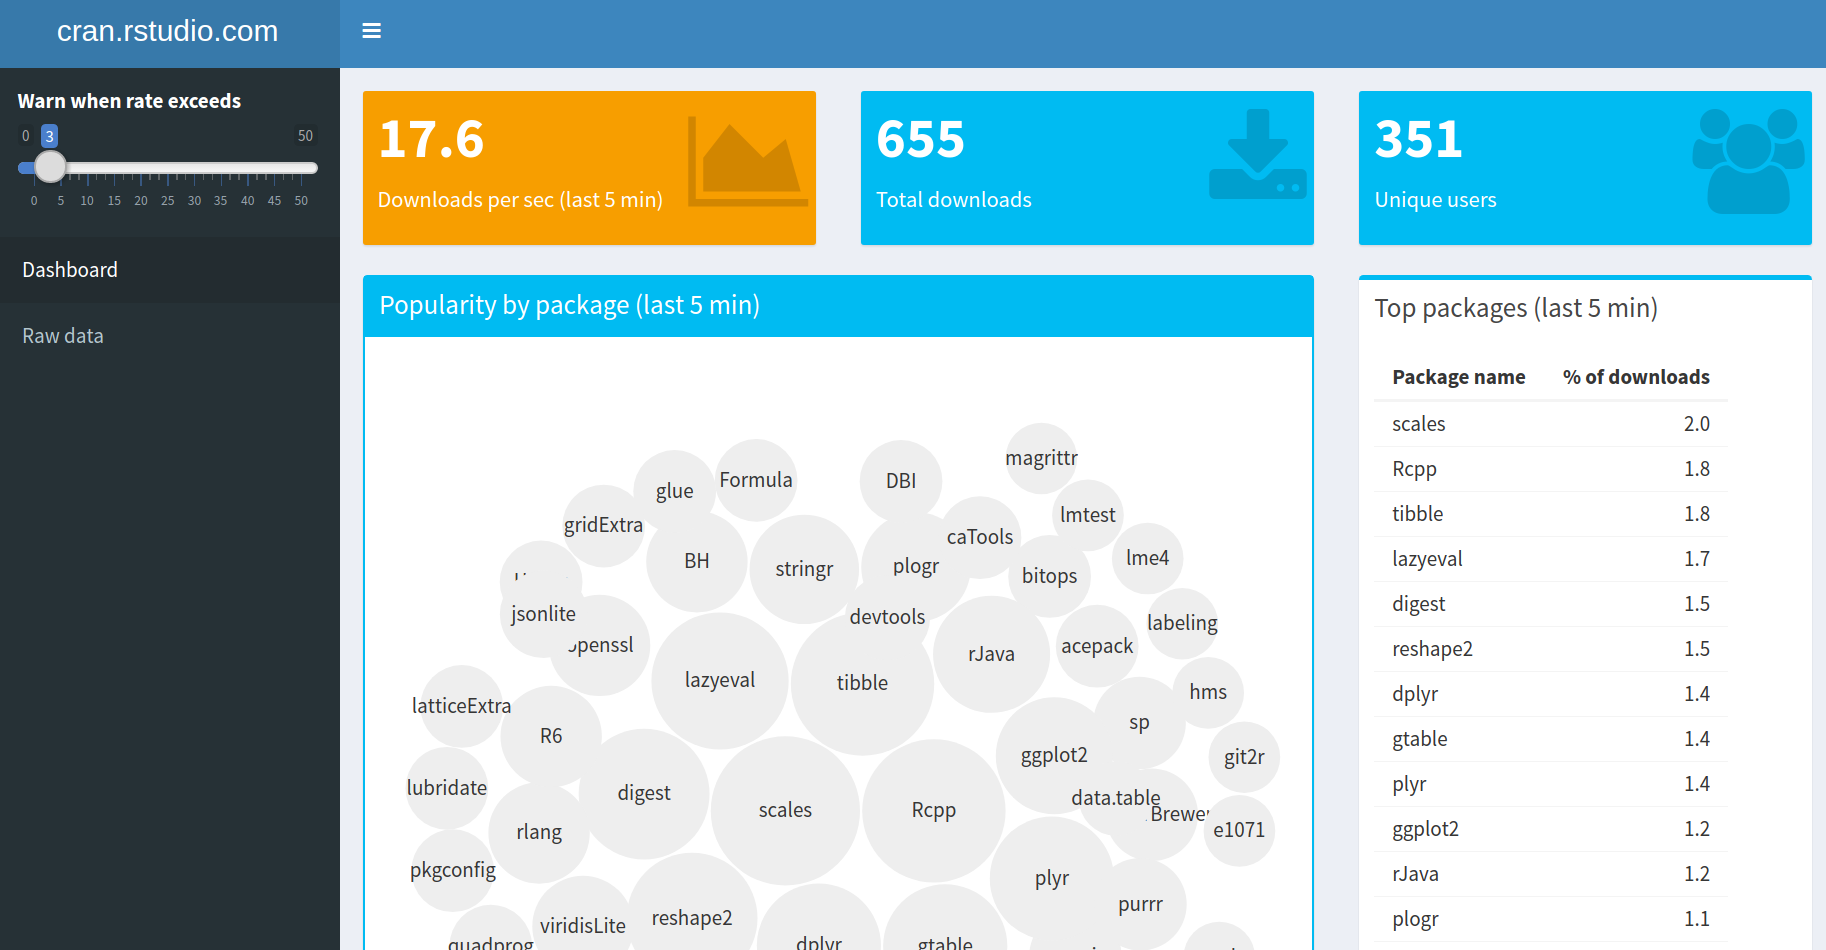 cran.rstudio.com
Warn when rate exceeds
0 3 50
0 5 10 15 20 25 30 35 40 45 50
Dashboard
Raw data
17.6
Downloads per sec (last 5 min)
655
Total downloads
351
Unique users
Popularity by package (last 5 min)
magrittr
Formula
DBI
glue
lmtest
gridExtra
caTools
lme4
BH
plogr
stringr
bitops
jsonlite
devtools
labeling
penssl
acepack
rJava
lazyeval
tibble
hms
latticeExtra
sp
R6
ggplot2
git2r
lubridate
digest
data.table
scales
Rcpp
Brewer
e1071
rlang
pkgconfig
plyr
purrr
reshape2
viridisLite
quadprog
dplyr
gtable
Top packages (last 5 min)
Package name % of downloads
scales 2.0
Rcpp 1.8
tibble 1.8
lazyeval 1.7
digest 1.5
reshape2 1.5
dplyr 1.4
gtable 1.4
plyr 1.4
ggplot2 1.2
rJava 1.2
plogr 1.1